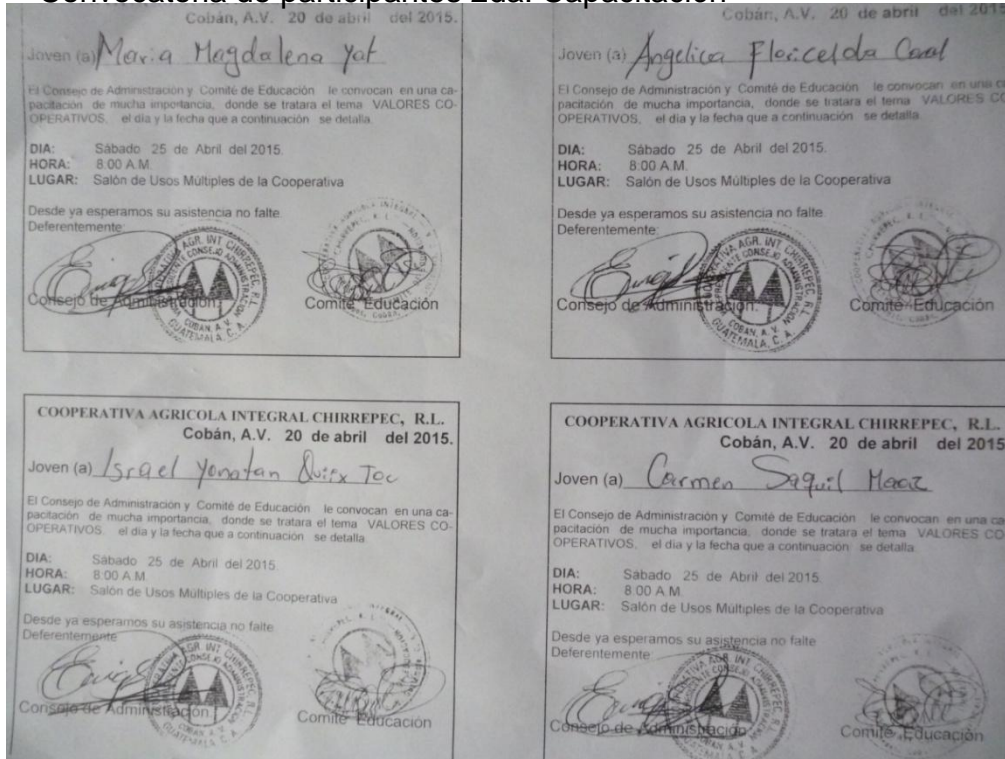 Convocatoria de participantes 2da. Capacitación
Cobán, A.V. 20 de abril del 2015.
Joven (a) Maria Magdalena Yat
El Consejo de Administración y Comité de Educación le convocan en una ca-
pacitación de mucha importancia, donde se tratara el tema VALORES CO-
OPERATIVOS, el día y la fecha que a continuación se detalla.
DIA: Sábado 25 de Abril del 2015.
HORA: 8:00 A.M.
LUGAR: Salón de Usos Múltiples de la Cooperativa
Desde ya esperamos su asistencia no falte.
Deferentemente:
Consejo de Administración.
Comité Educación
Cobán, A.V. 20 de abril del 2015
Joven (a) Angelica Floricelda Caal
El Consejo de Administración y Comité de Educación le convocan en una ca
pacitación de mucha importancia, donde se tratara el tema VALORES CO
OPERATIVOS, el día y la fecha que a continuación se detalla.
DIA: Sábado 25 de Abril del 2015.
HORA: 8:00 A.M.
LUGAR: Salón de Usos Múltiples de la Cooperativa
Desde ya esperamos su asistencia no falte.
Deferentemente:
Consejo de Administración.
Comité Educación
COOPERATIVA AGRICOLA INTEGRAL CHIRREPEC, R.L.
Cobán, A.V. 20 de abril del 2015.
Joven (a) Israel Yonatan Toc
El Consejo de Administración y Comité de Educación le convocan en una ca-
pacitación de mucha importancia, donde se tratara el tema VALORES CO-
OPERATIVOS, el día y la fecha que a continuación se detalla.
DIA: Sábado 25 de Abril del 2015.
HORA: 8:00 A.M.
LUGAR: Salón de Usos Múltiples de la Cooperativa
Desde ya esperamos su asistencia no falte.
Deferentemente
Consejo de Administración.
Comité Educación
COOPERATIVA AGRICOLA INTEGRAL CHIRREPEC, R.L.
Cobán, A.V. 20 de abril del 2015
Joven (a) Carmen Saquil Maaz
El Consejo de Administración y Comité de Educación le convocan en una ca
pacitación de mucha importancia, donde se tratara el tema VALORES CO
OPERATIVOS, el día y la fecha que a continuación se detalla.
DIA: Sábado 25 de Abril del 2015.
HORA: 8:00 A.M.
LUGAR: Salón de Usos Múltiples de la Cooperativa
Desde ya esperamos su asistencia no falte.
Deferentemente
Consejo de Administración
Comité Educación